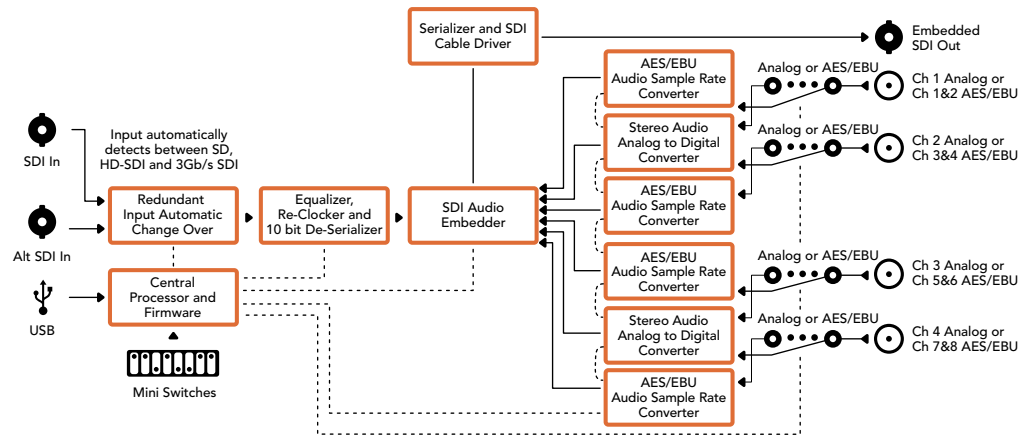 Serializer and SDI
Cable Driver
Embedded
SDI Out
AES/EBU
Audio Sample Rate
Converter
Analog or AES/EBU
Ch 1 Analog or
Ch 1&2 AES/EBU
SDI In
Input automatically
detects between SD,
HD-SDI and 3Gb/s SDI
Stereo Audio
Analog to Digital
Converter
Analog or AES/EBU
Ch 2 Analog or
Ch 3&4 AES/EBU
Alt SDI In
Redundant
Input Automatic
Change Over
Equalizer,
Re-Clocker and
10 bit De-Serializer
SDI Audio
Embedder
AES/EBU
Audio Sample Rate
Converter
USB
Central
Processor and
Firmware
AES/EBU
Audio Sample Rate
Converter
Analog or AES/EBU
Ch 3 Analog or
Ch 5&6 AES/EBU
Mini Switches
Stereo Audio
Analog to Digital
Converter
Analog or AES/EBU
Ch 4 Analog or
Ch 7&8 AES/EBU
AES/EBU
Audio Sample Rate
Converter